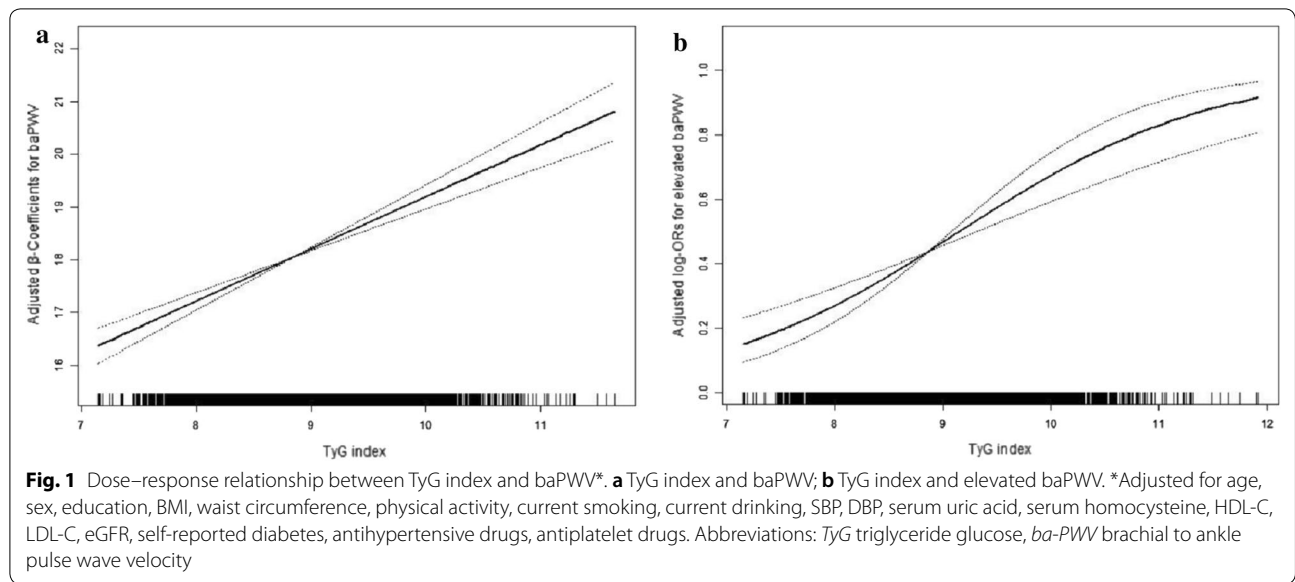 a
b
22
21
20
19
18
17
16
Adjusted β-Coefficients for baPWV
7
8
9
10
11
TyG index
1.0
0.8
0.6
0.4
0.2
0.0
Adjusted log-ORs for elevated baPWV
7
8
9
10
11
12
TyG index
Fig. 1 Dose–response relationship between TyG index and baPWV*. a TyG index and baPWV; b TyG index and elevated baPWV. *Adjusted for age,
sex, education, BMI, waist circumference, physical activity, current smoking, current drinking, SBP, DBP, serum uric acid, serum homocysteine, HDL-C,
LDL-C, eGFR, self-reported diabetes, antihypertensive drugs, antiplatelet drugs. Abbreviations: TyG triglyceride glucose, ba-PWV brachial to ankle
pulse wave velocity